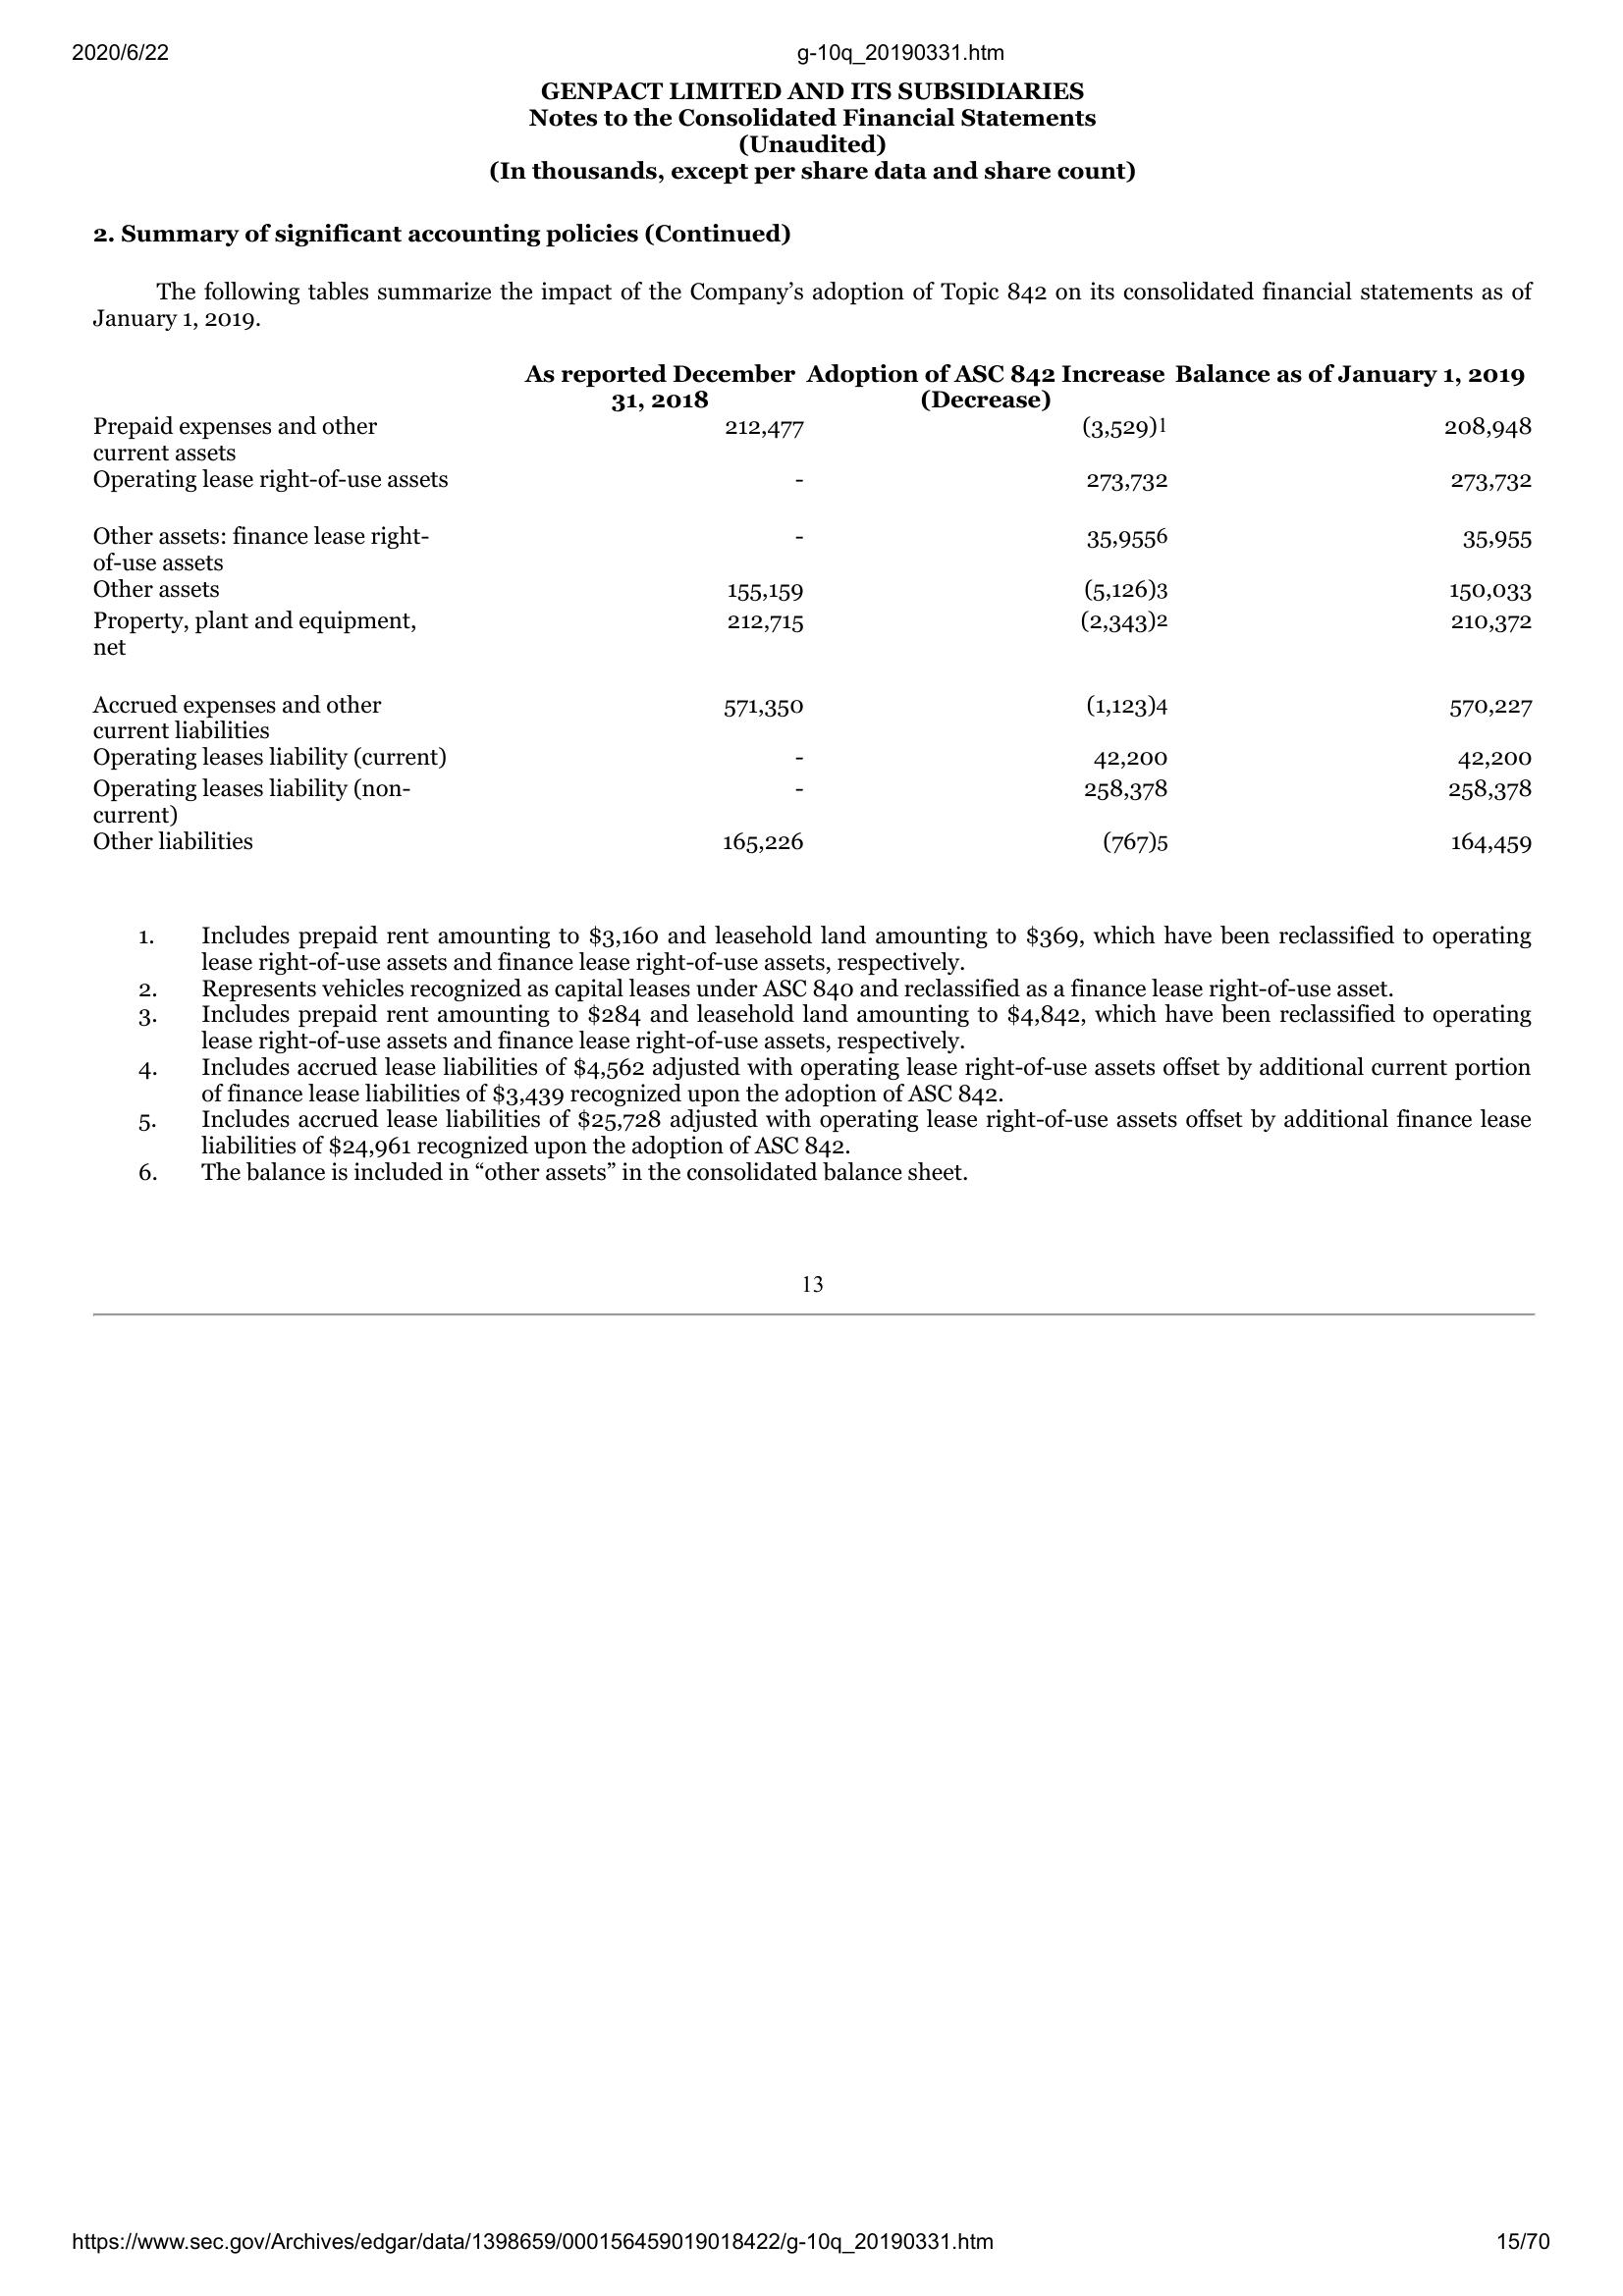 2020/6/22 g-10q_20190331.htm
GENPACT LIMITED AND ITS SUBSIDIARIES
Notes to the Consolidated Financial Statements
(Unaudited)
(In thousands, except per share data and share count)
2. Summary of significant accounting policies (Continued)
The following tables summarize the impact of the Company’s adoption of Topic 842 on its consolidated financial statements as of
January 1, 2019.
As reported December Adoption of ASC 842 Increase Balance as of January 1, 2019
31, 2018 (Decrease)
Prepaid expenses and other 212,477 (3,529)1 208,948
current assets
Operating lease right-of-use assets - 273,732 273,732
Other assets: finance lease right- - 35,9556 35,955
of-use assets
Other assets 155,159 (5,126)3 150,033
Property, plant and equipment, 212,715 (2,343)2 210,372
net
Accrued expenses and other 571,350 (1,123)4 570,227
current liabilities
Operating leases liability (current) - 42,200 42,200
Operating leases liability (non- - 258,378 258,378
current)
Other liabilities 165,226 (767)5 164,459
1. Includes prepaid rent amounting to $3,160 and leasehold land amounting to $369, which have been reclassified to operating
lease right-of-use assets and finance lease right-of-use assets, respectively.
2. Represents vehicles recognized as capital leases under ASC 840 and reclassified as a finance lease right-of-use asset.
3. Includes prepaid rent amounting to $284 and leasehold land amounting to $4,842, which have been reclassified to operating
lease right-of-use assets and finance lease right-of-use assets, respectively.
4. Includes accrued lease liabilities of $4,562 adjusted with operating lease right-of-use assets offset by additional current portion
of finance lease liabilities of $3,439 recognized upon the adoption of ASC 842.
5. Includes accrued lease liabilities of $25,728 adjusted with operating lease right-of-use assets offset by additional finance lease
liabilities of $24,961 recognized upon the adoption of ASC 842.
6. The balance is included in “other assets” in the consolidated balance sheet.
13
https://www.sec.gov/Archives/edgar/data/1398659/000156459019018422/g-10q_20190331.htm 15/70